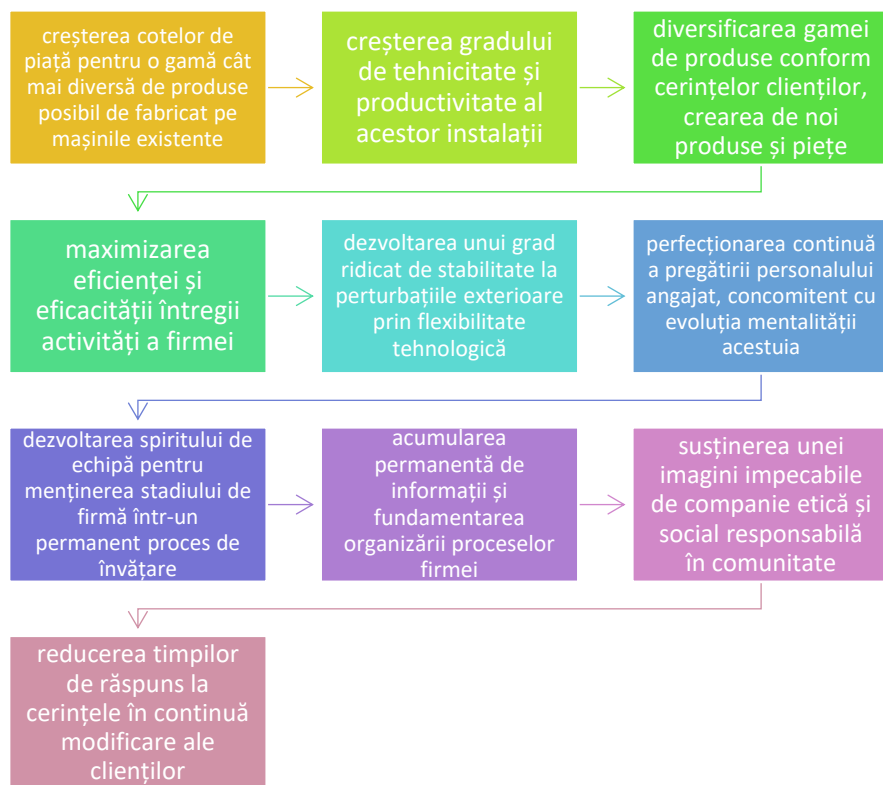 creșterea cotelor de
piață pentru o gamă cât
mai diversă de produse
posibil de fabricat pe
mașinile existente
creșterea gradului
de tehnicitate și
productivitate al
acestor instalații
diversificarea gamei
de produse conform
cerințelor clienților,
crearea de noi
produse și piețe
maximizarea
eficienței și
eficacității întregii
activități a firmei
dezvoltarea unui grad
ridicat de stabilitate la
perturbațiile exterioare
prin flexibilitate
tehnologică
perfecționarea continuă
a pregătirii personalului
angajat, concomitent cu
evoluția mentalității
acestuia
dezvoltarea spiritului de
echipă pentru
menținerea stadiului de
firmă într-un
permanent proces de
învățare
acumularea
permanentă de
informații și
fundamentarea
organizării proceselor
firmei
susținerea unei
imagini impecabile
de companie etică și
social responsabilă
în comunitate
reducerea timpilor
de răspuns la
cerințele în continuă
modificare ale
clienților